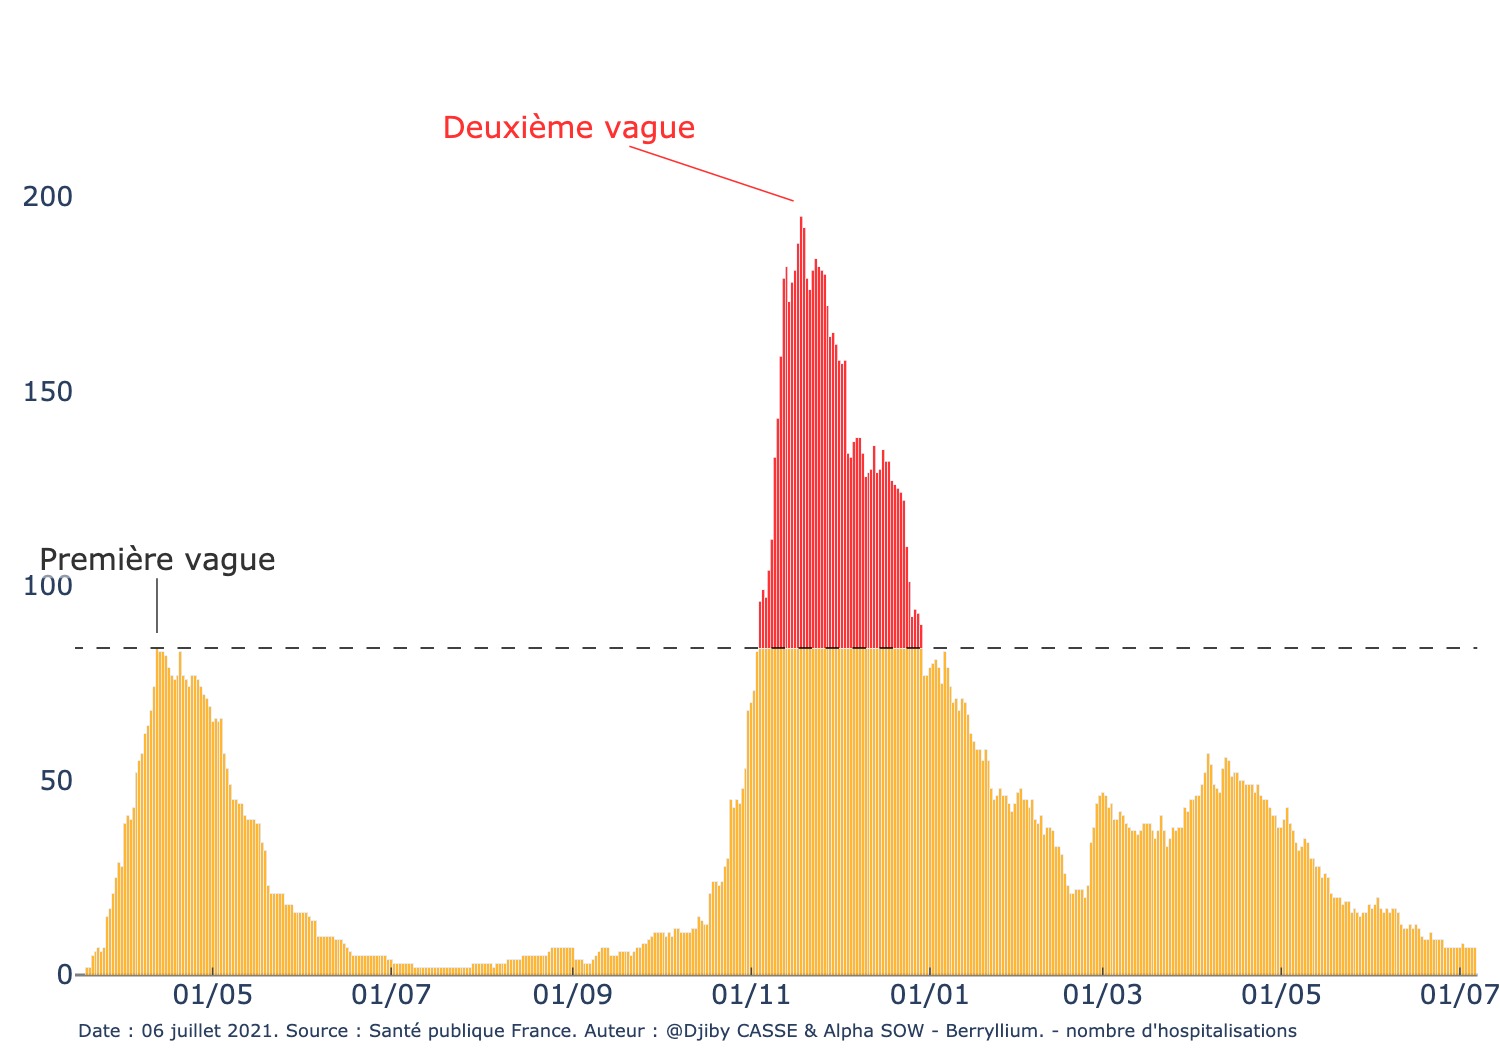 Deuxième vague
200
150
Première vague
100
50
0
01/05 01/07 01/09 01/11 01/01 01/03 01/05 01/07
Date : 06 juillet 2021. Source : Santé publique France. Auteur : @Djiby CASSE & Alpha SOW - Berryllium. - nombre d'hospitalisations